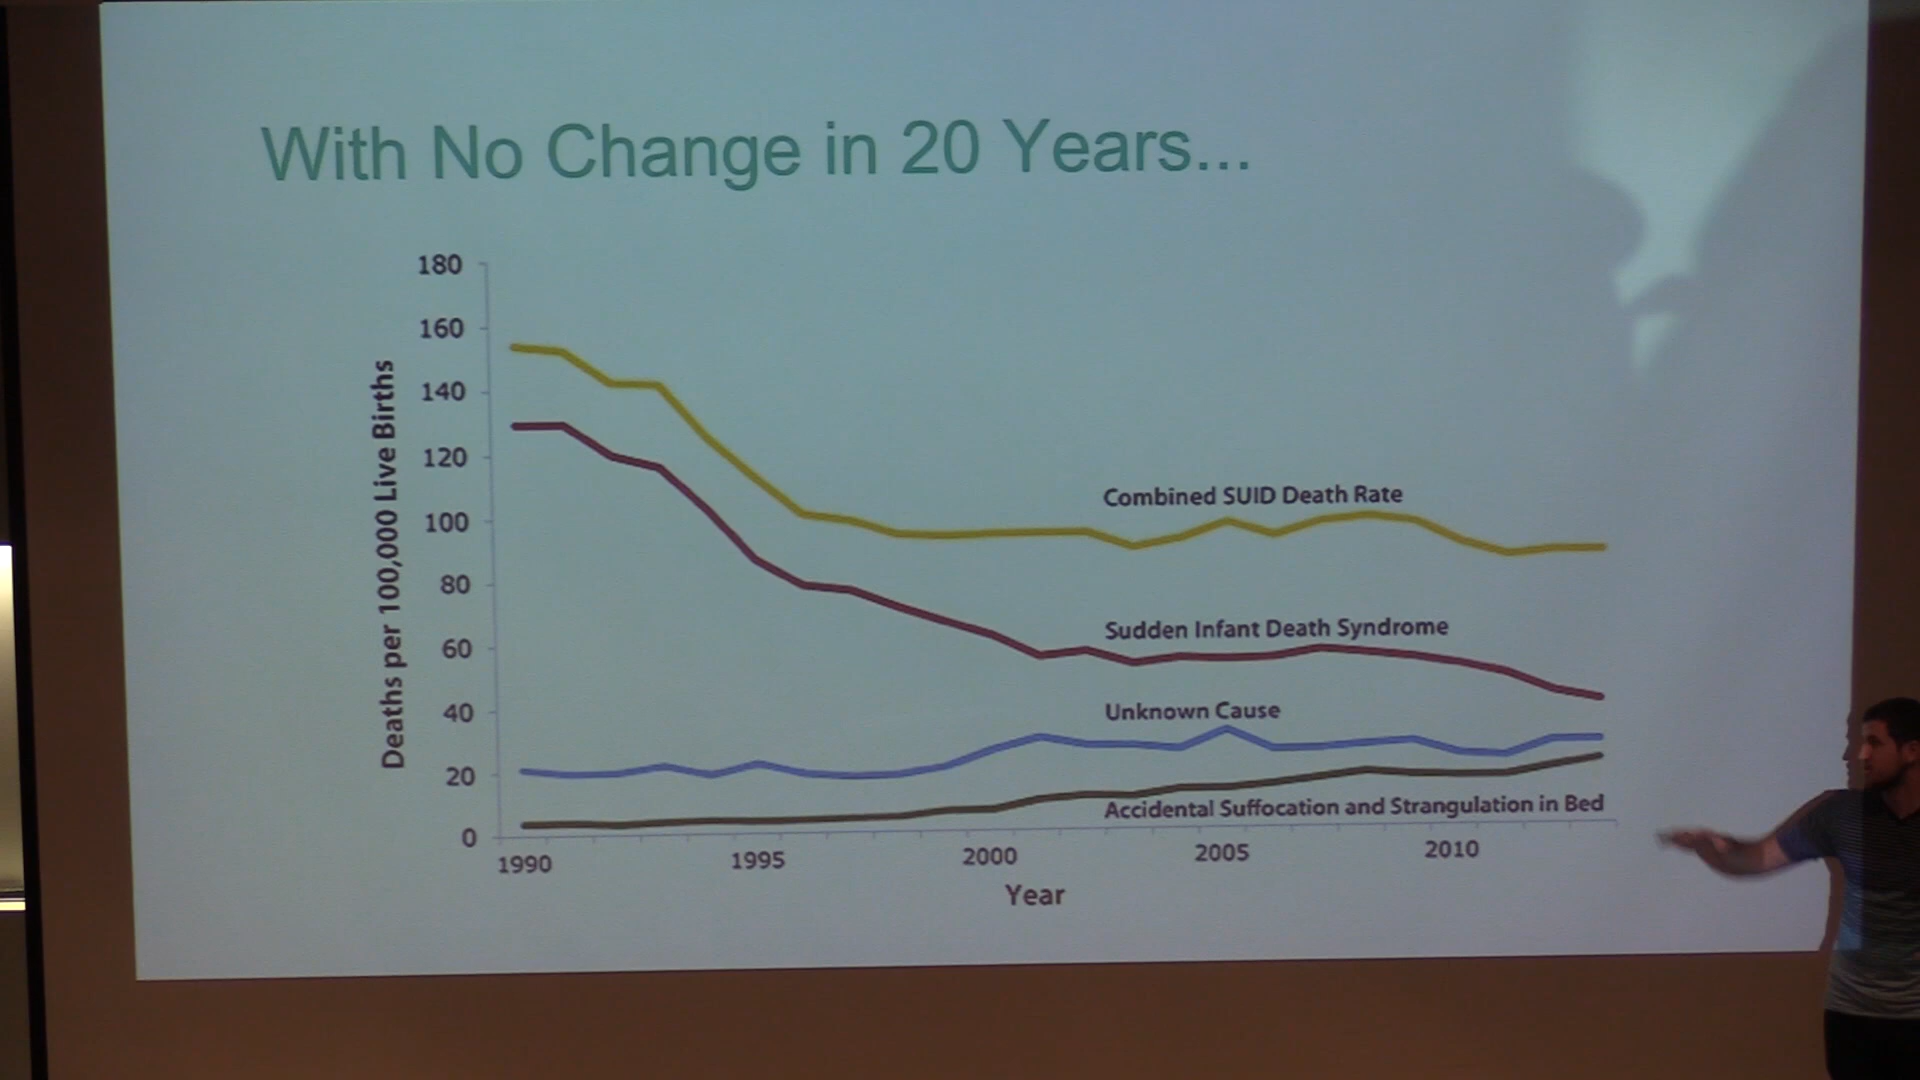 With No Change in 20 Years...
180
160
140
120
100
80
60
40
20
0
Deaths per 100,000 Live Births
Combined SUID Death Rate
Sudden Infant Death Syndrome
Unknown Cause
Accidental Suffocation and Strangulation in Bed
1990 1995 2000 2005 2010
Year